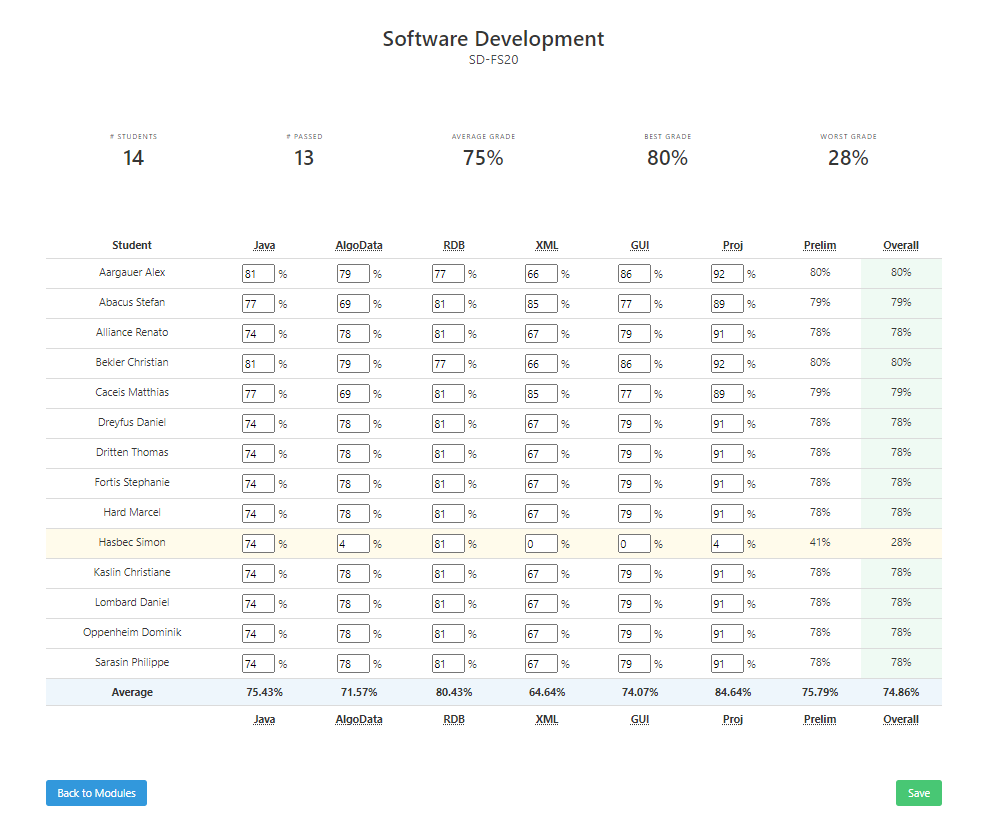 Software Development
SD-FS20
# STUDENTS # PASSED AVERAGE GRADE BEST GRADE WORST GRADE
14 13 75% 80% 28%
Student Java AlgoData RDB XML GUI Proj Prelim Overall
Aargauer Alex 81 % 79 % 77 % 66 % 86 % 92 % 80% 80%
Abacus Stefan 77 % 69 % 81 % 85 % 77 % 89 % 79% 79%
Alliance Renato 74 % 78 % 81 % 67 % 79 % 91 % 78% 78%
Bekler Christian 81 % 79 % 77 % 66 % 86 % 92 % 80% 80%
Caceis Matthias 77 % 69 % 81 % 85 % 77 % 89 % 79% 79%
Dreyfus Daniel 74 % 78 % 81 % 67 % 79 % 91 % 78% 78%
Dritten Thomas 74 % 78 % 81 % 67 % 79 % 91 % 78% 78%
Fortis Stephanie 74 % 78 % 81 % 67 % 79 % 91 % 78% 78%
Hard Marcel 74 % 78 % 81 % 67 % 79 % 91 % 78% 78%
Hasbec Simon 74 % 4 % 81 % 0 % 0 % 4 % 41% 28%
Kaslin Christiane 74 % 78 % 81 % 67 % 79 % 91 % 78% 78%
Lombard Daniel 74 % 78 % 81 % 67 % 79 % 91 % 78% 78%
Oppenheim Dominik 74 % 78 % 81 % 67 % 79 % 91 % 78% 78%
Sarasin Philippe 74 % 78 % 81 % 67 % 79 % 91 % 78% 78%
Average 75.43% 71.57% 80.43% 64.64% 74.07% 84.64% 75.79% 74.86%
Java AlgoData RDB XML GUI Proj Prelim Overall
Back to Modules Save